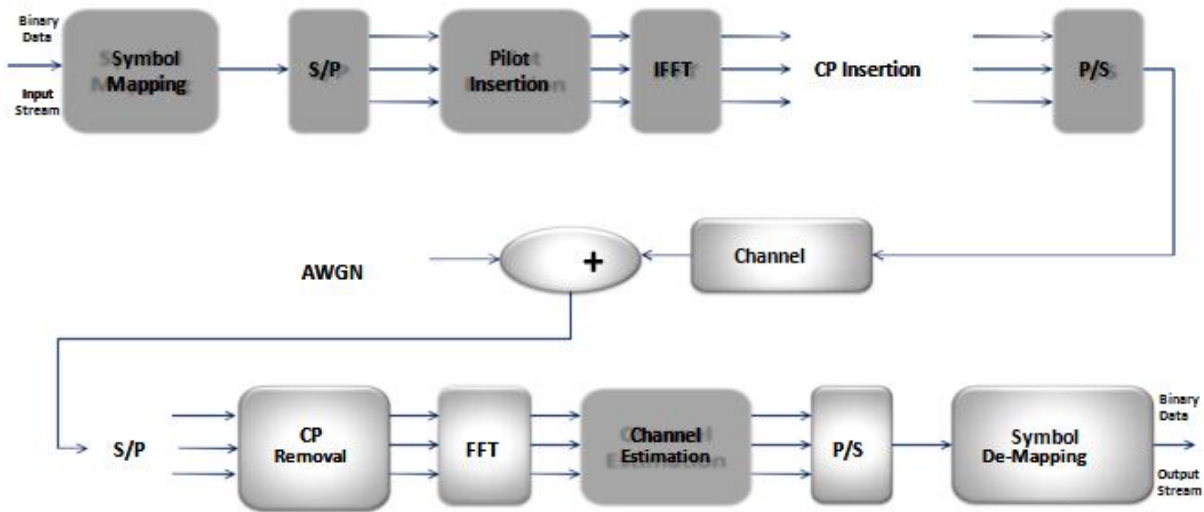 Binary
Data
Input
Stream
Symbol
Mapping
S/P
Pilot
Insertion
IFFT
CP Insertion
P/S
AWGN
+
Channel
S/P
CP
Removal
FFT
Channel
Estimation
P/S
Symbol
De-Mapping
Binary
Data
Output
Stream